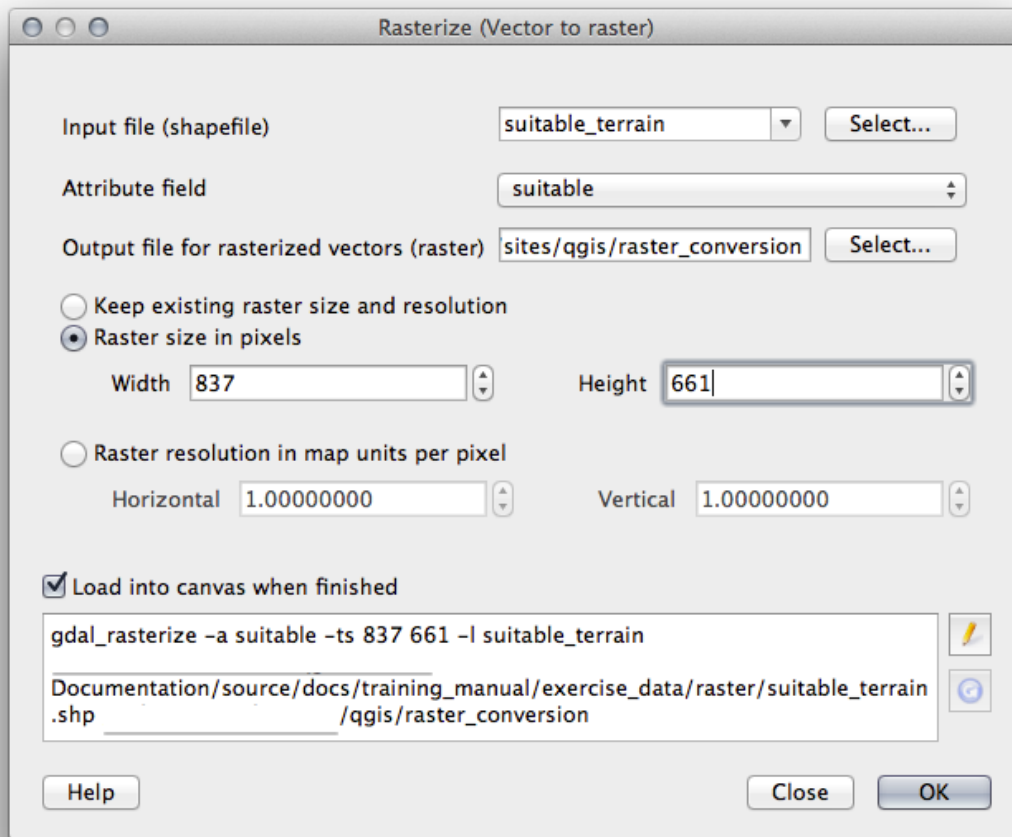 Rasterize (Vector to raster)
Input file (shapefile) suitable_terrain Select...
Attribute field suitable
Output file for rasterized vectors (raster) sites/qgis/raster_conversion Select...
Keep existing raster size and resolution
Raster size in pixels
Width 837 Height 661
Raster resolution in map units per pixel
Horizontal 1.00000000 Vertical 1.00000000
Load into canvas when finished
gdal_rasterize -a suitable -ts 837 661 -l suitable_terrain
Documentation/source/docs/training_manual/exercise_data/raster/suitable_terrain
.shp /qgis/raster_conversion
Help Close OK